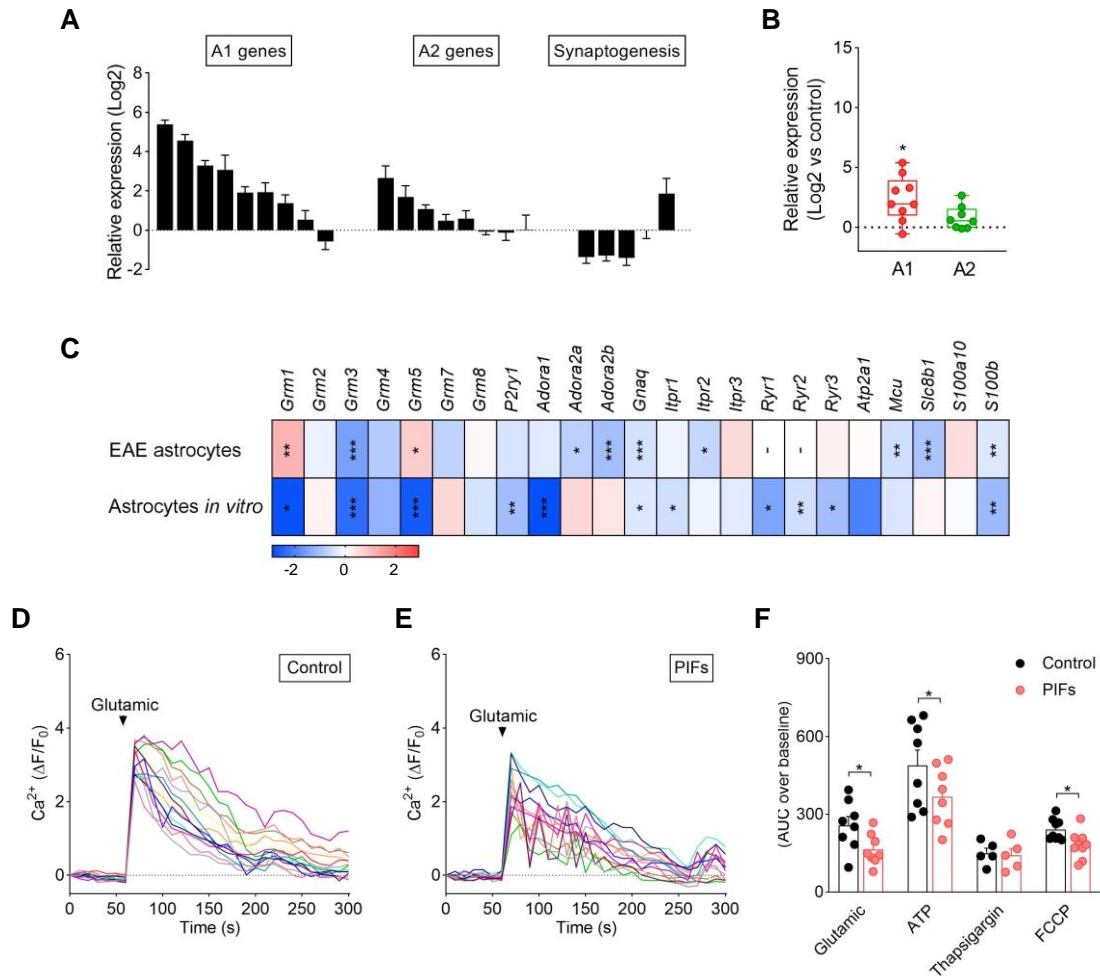 A
A1 genes
A2 genes
Synaptogenesis
Relative expression (Log2)
8
6
4
2
0
-2
B
Relative expression
(Log2 vs control)
15
10
5
0
*
A1
A2
C
Grm1
Grm2
Grm3
Grm4
Grm5
Grm7
Grm8
P2ry1
Adora1
Adora2a
Adora2b
Gnaq
Itpr1
Itpr2
Itpr3
Ryr1
Ryr2
Ryr3
Atp2a1
Mcu
Slc8b1
S100a10
S100b
EAE astrocytes
** *** * * *** *** * - - ** *** **
Astrocytes in vitro
* *** *** ** *** * * * ** * **
-2 0 2
D
Control
Glutamic
Ca2+ (ΔF/F0)
6
4
2
0
0 50 100 150 200 250 300
Time (s)
E
PIFs
Glutamic
Ca2+ (ΔF/F0)
6
4
2
0
0 50 100 150 200 250 300
Time (s)
F
Control
PIFs
(AUC over baseline)
900
600
300
0
* * *
Glutamic
ATP
Thapsigargin
FCCP